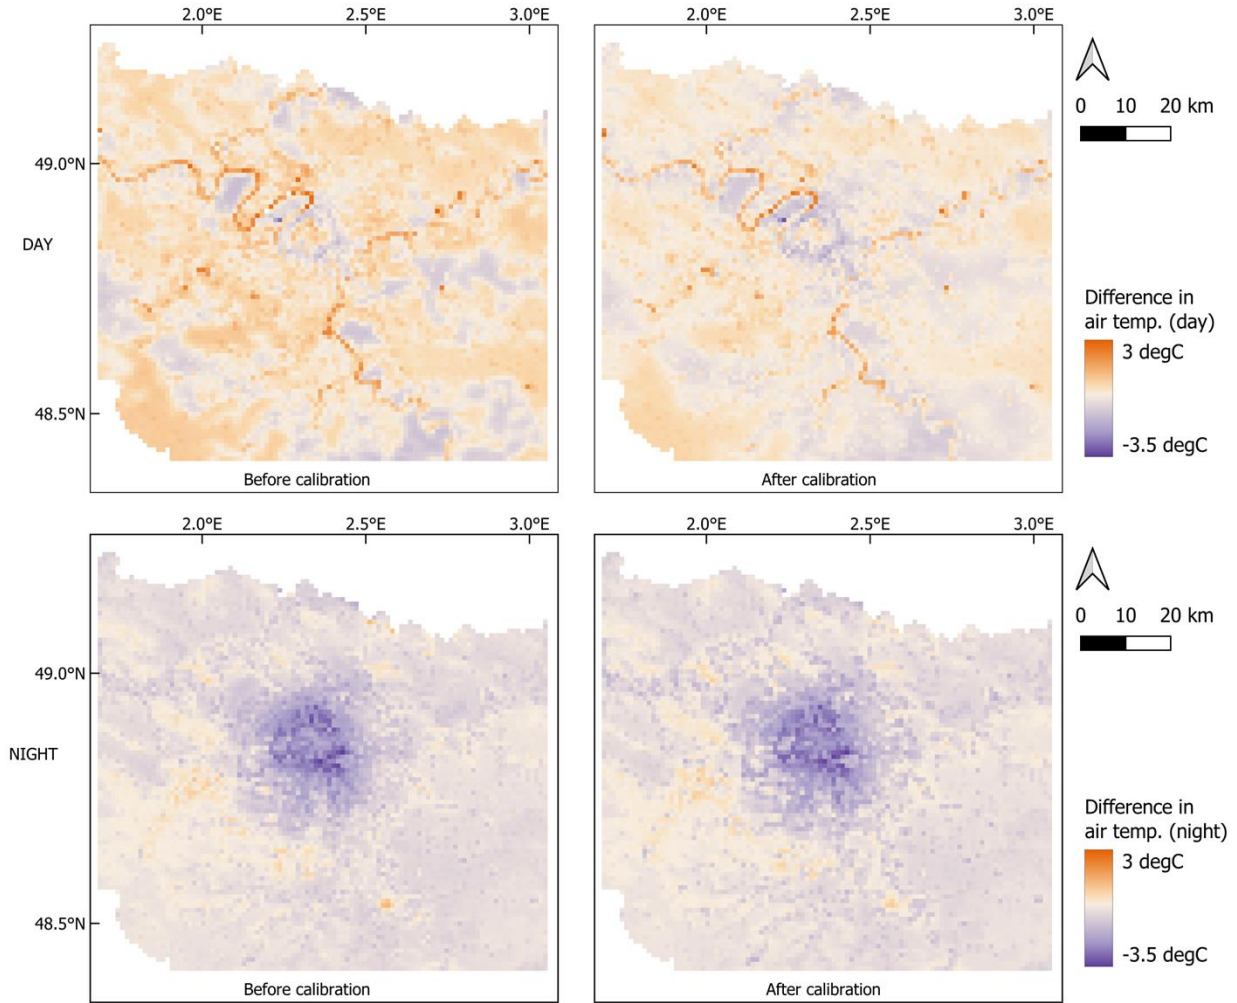 2.0°E 2.5°E 3.0°E 2.0°E 2.5°E 3.0°E
0 10 20 km
49.0°N
DAY
Difference in
air temp. (day)
3 degC
48.5°N
-3.5 degC
Before calibration
After calibration
2.0°E 2.5°E 3.0°E 2.0°E 2.5°E 3.0°E
0 10 20 km
49.0°N
NIGHT
Difference in
air temp. (night)
3 degC
48.5°N
-3.5 degC
Before calibration
After calibration